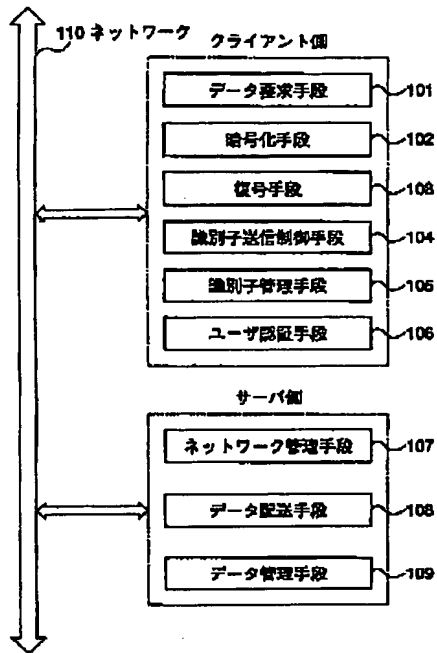 110 ネットワーク
クライアント側
データ要求手段
101
暗号化手段
102
復号手段
103
識別子送信制御手段
104
識別子管理手段
105
ユーザ認証手段
106
サーバ側
ネットワーク管理手段
107
データ配送手段
108
データ管理手段
109